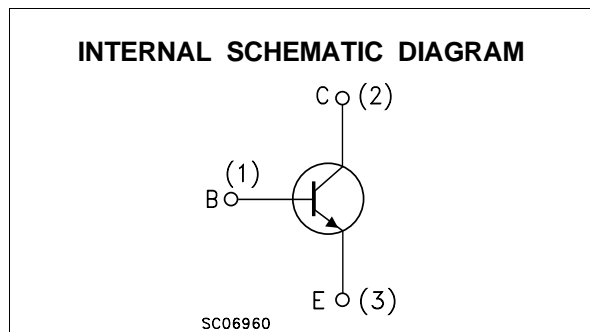 INTERNAL SCHEMATIC DIAGRAM
C (2)
(1)
B
E (3)
SC06960